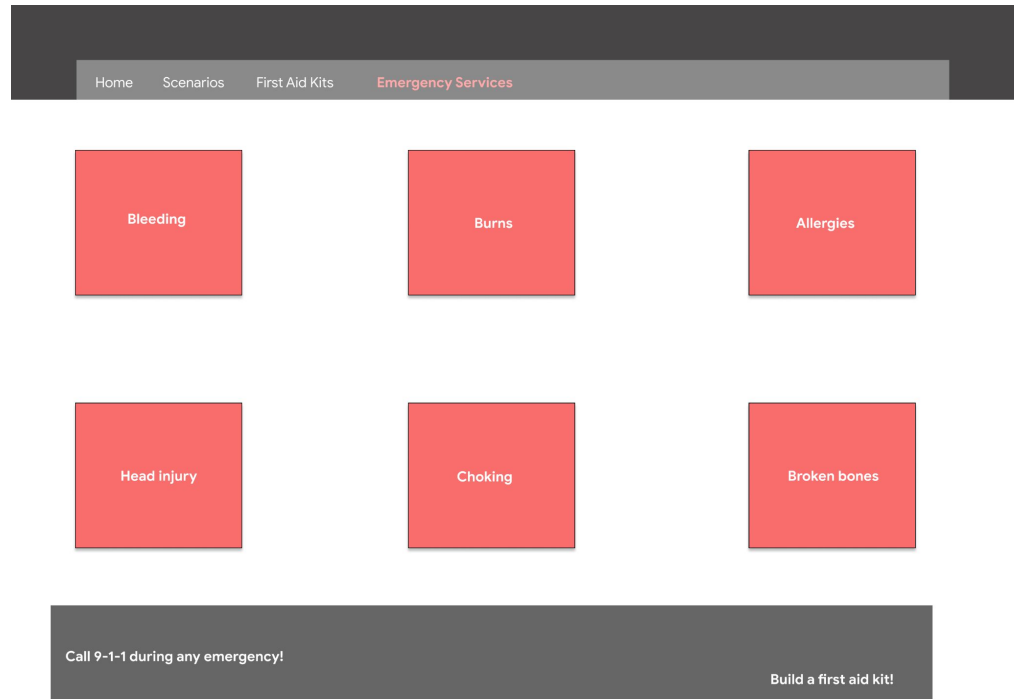 Home Scenarios First Aid Kits Emergency Services
Bleeding
Burns
Allergies
Head injury
Choking
Broken bones
Call 9-1-1 during any emergency!
Build a first aid kit!